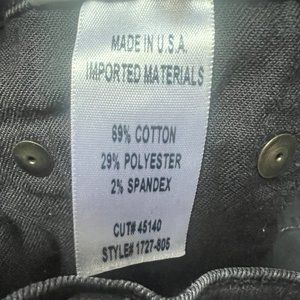 MADE IN U.S.A.
IMPORTED MATERIALS
69% COTTON
29% POLYESTER
2% SPANDEX
CUT# 45140
STYLE# 1727-805